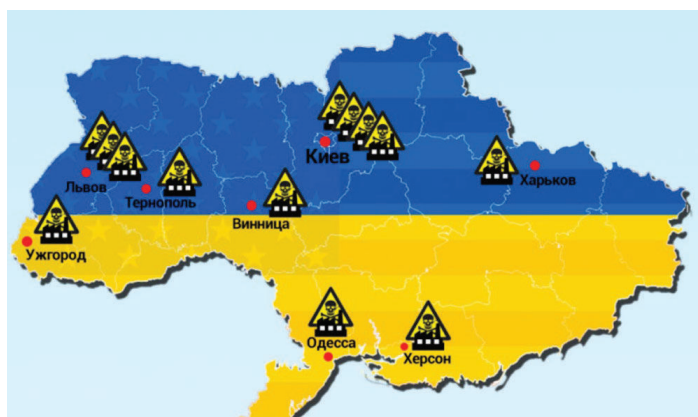 Киев
Харьков
Львов
Тернополь
Винница
Ужгород
Одесса
Херсон